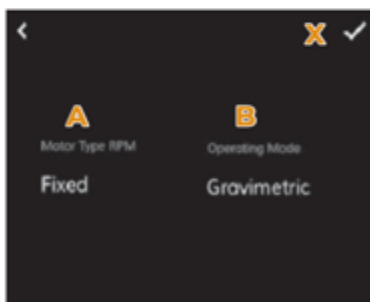 X
A B
Motor Type RPM Operating Mode
Fixed Gravimetric